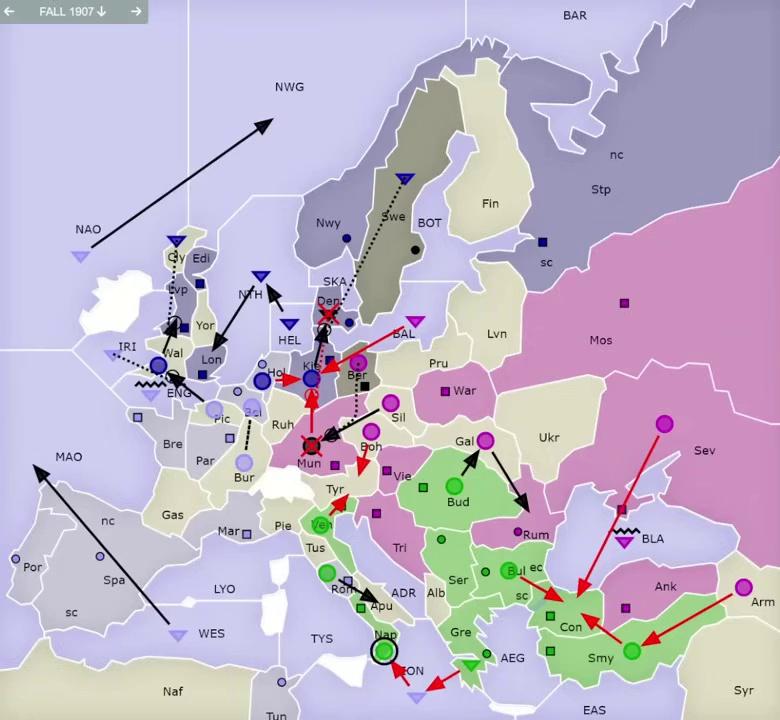 ← FALL 1907↓ →
BAR
NWG
nc
Stp
Fin
NAO
Nwy
Swe
BOT
Cly
Edi
sc
SKA
NTH
Den
Lvp
Yor
IRI
HEL
Lvn
BAL
Mos
Wal
Lon
Kie
Hol
Ber
Pru
War
ENG
Pic
Bel
Sil
Ruh
Bre
Boh
Gal
Ukr
Sev
Par
Mun
MAO
Bur
Vie
Tyr
Bud
Gas
nc
Ven
Mar
Pie
Rum
BLA
Por
Spa
Tus
Tri
Bul
ec
Ser
sc
Ank
Arm
Rom
LYO
ADR
Alb
sc
Apu
Con
WES
TYS
Nap
Gre
AEG
Smy
ION
Syr
Naf
Tun
EAS